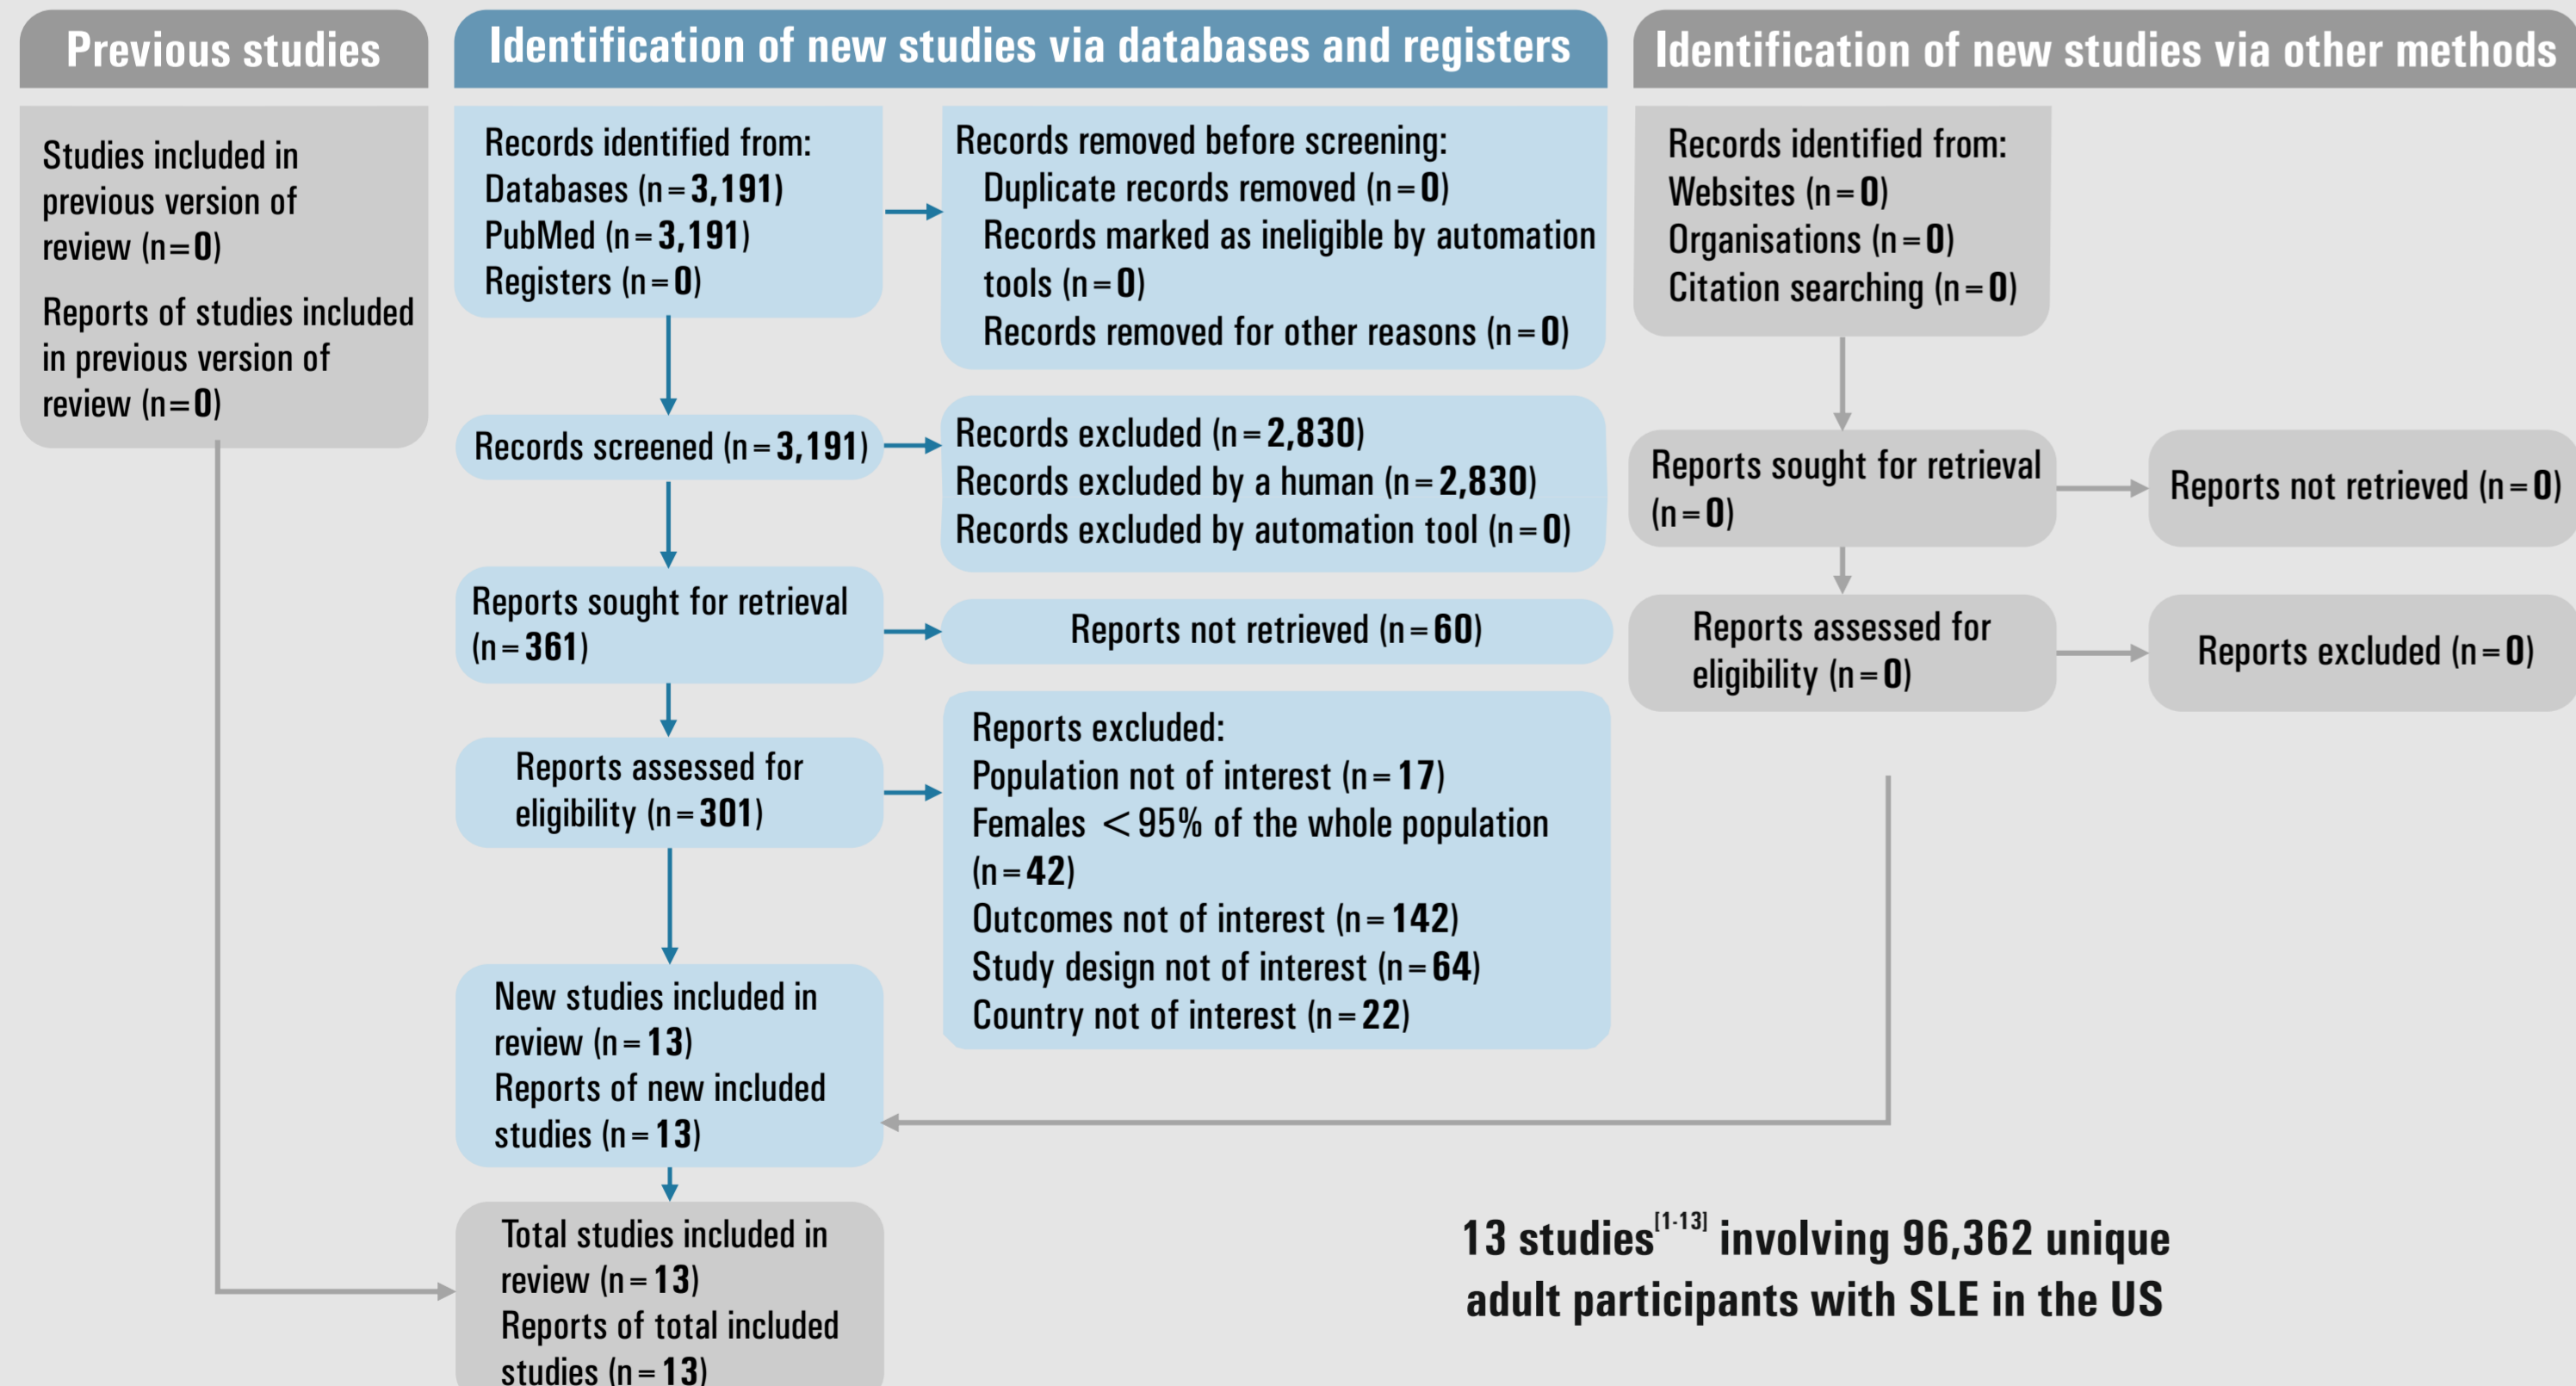 Previous studies
Studies included in
previous version of
review (n=0)
Reports of studies included
in previous version of
review (n=0)
Identification of new studies via databases and registers
Records identified from:
Databases (n=3,191)
PubMed (n=3,191)
Registers (n=0)
Records removed before screening:
Duplicate records removed (n=0)
Records marked as ineligible by automation
tools (n=0)
Records removed for other reasons (n=0)
Records screened (n=3,191)
Records excluded (n=2,830)
Records excluded by a human (n=2,830)
Records excluded by automation tool (n=0)
Reports sought for retrieval
(n=361)
Reports not retrieved (n=60)
Reports assessed for
eligibility (n=301)
Reports excluded:
Population not of interest (n=17)
Females <95% of the whole population
(n=42)
Outcomes not of interest (n=142)
Study design not of interest (n=64)
Country not of interest (n=22)
New studies included in
review (n=13)
Reports of new included
studies (n=13)
Total studies included in
review (n=13)
Reports of total included
studies (n=13)
Identification of new studies via other methods
Records identified from:
Websites (n=0)
Organisations (n=0)
Citation searching (n=0)
Reports sought for retrieval
(n=0)
Reports not retrieved (n=0)
Reports assessed for
eligibility (n=0)
Reports excluded (n=0)
13 studies[1-13] involving 96,362 unique
adult participants with SLE in the US